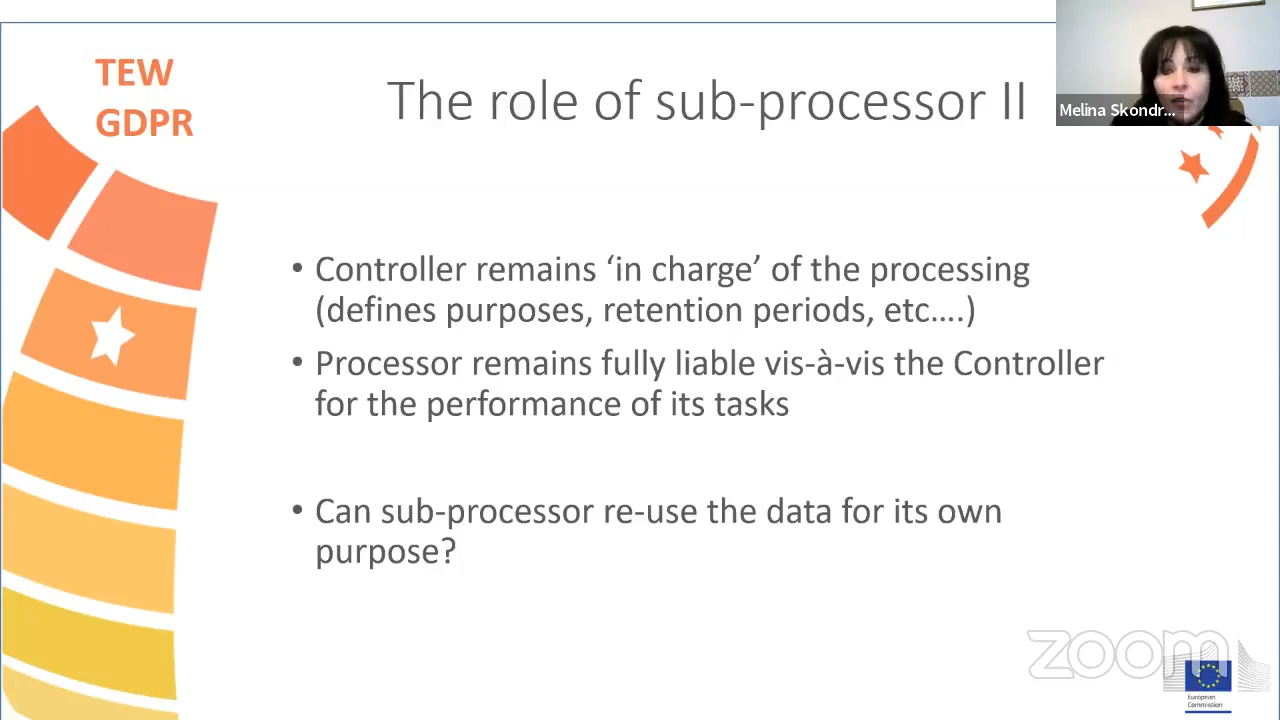 TEW
GDPR
The role of sub-processor II
Melina Skondr...
• Controller remains ‘in charge’ of the processing
(defines purposes, retention periods, etc….)
• Processor remains fully liable vis-à-vis the Controller
for the performance of its tasks
• Can sub-processor re-use the data for its own
purpose?
zoom
European
Commission